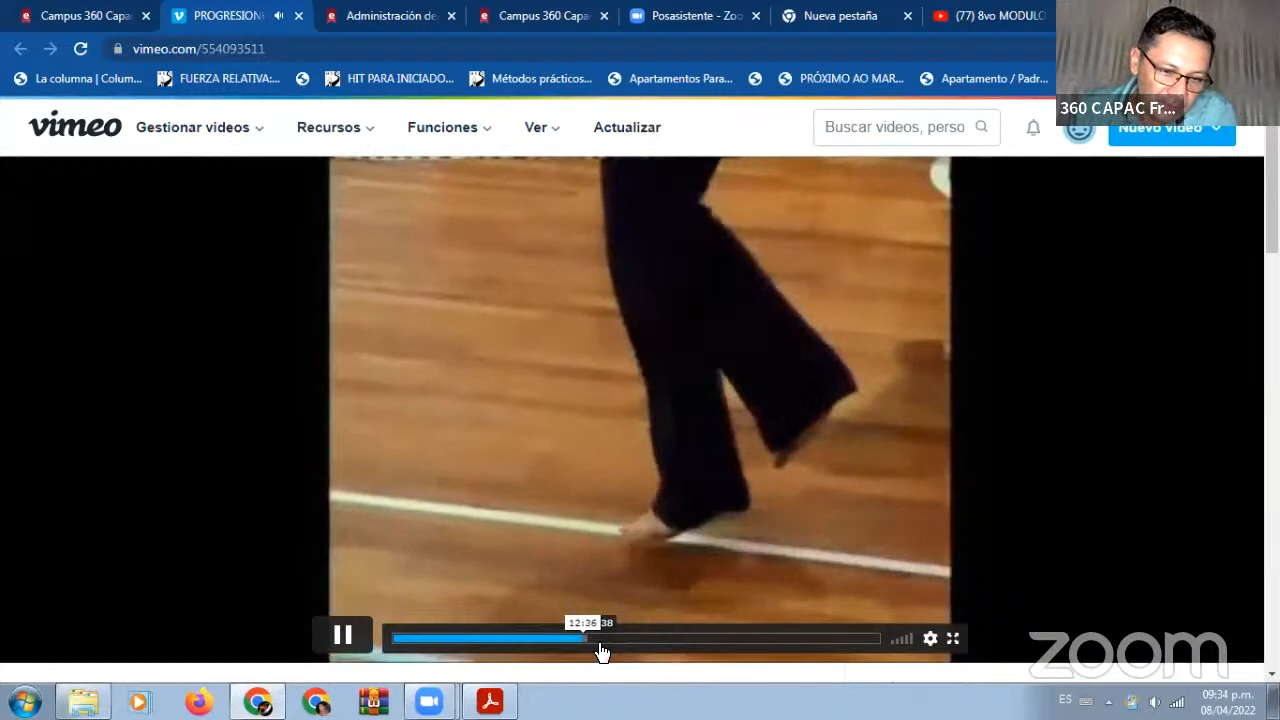 Campus 360 Capa
PROGRESION
Administración de
Campus 360 Capa
Posasistente - Zoo
Nueva pestaña
(77) 8vo MODULO
vimeo.com/554093511
La columna | Colum...
FUERZA RELATIVA:...
HIT PARA INICIADO...
Métodos prácticos...
Apartamentos Para...
PRÓXIMO AO MAR...
Apartamento / Padr...
360 CAPAC Fr...
vimeo
Gestionar videos
Recursos
Funciones
Ver
Actualizar
Buscar videos, perso
Nuevo video
12:36
38
zoom
ES
09:34 p.m.
08/04/2022